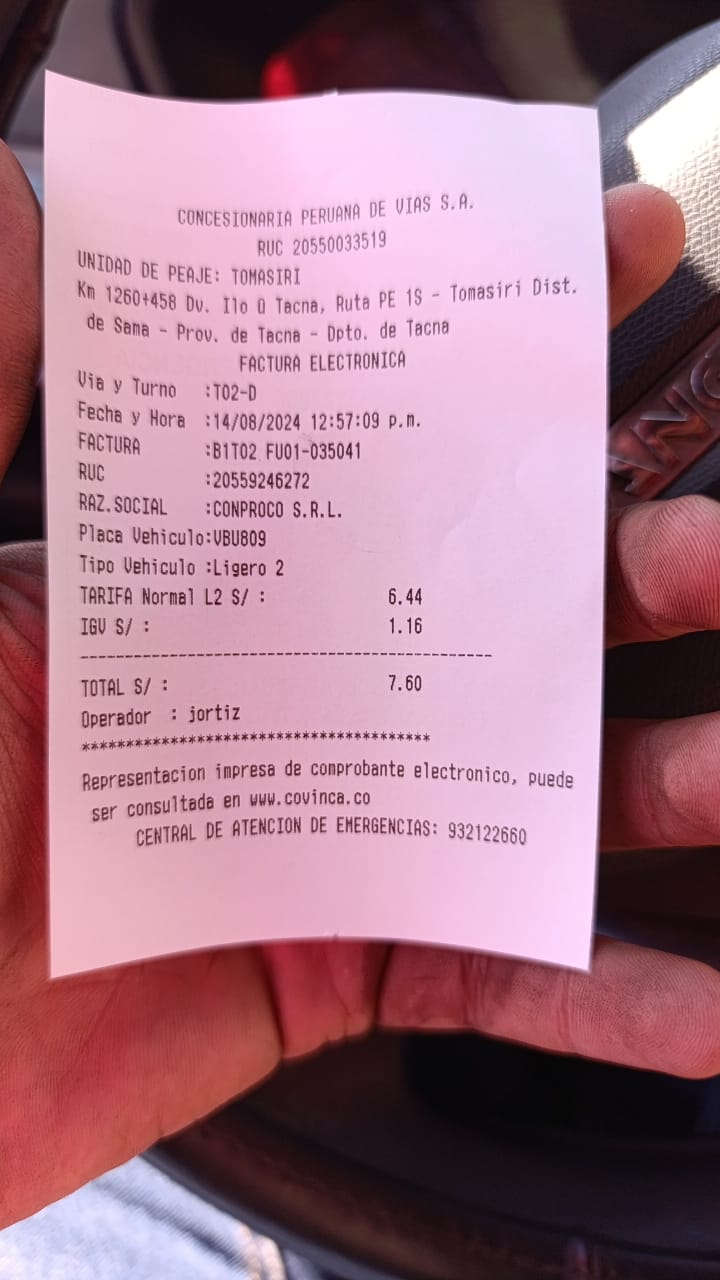 CONCESIONARIA PERUANA DE VIAS S.A.
RUC 20550033519
UNIDAD DE PEAJE: TOMASIRI
Km 1260+458 Dv. Ilo û Tacna, Ruta PE 1S - Tomasiri Dist.
de Sama - Prov. de Tacna - Dpto. de Tacna
FACTURA ELECTRONICA
Via y Turno :T02-D
Fecha y Hora :14/08/2024 12:57:09 p.m.
FACTURA :B1T02 FU01-035041
RUC :20559246272
RAZ.SOCIAL :CONPROCO S.R.L.
Placa Vehiculo:VBU809
Tipo Vehiculo :Ligero 2
TARIFA Normal L2 S/ : 6.44
IGV S/ : 1.16
-----------------------------------------------
TOTAL S/ : 7.60
Operador : jortiz
****************************************
Representacion impresa de comprobante electronico, puede
ser consultada en www.covinca.co
CENTRAL DE ATENCION DE EMERGENCIAS: 932122660